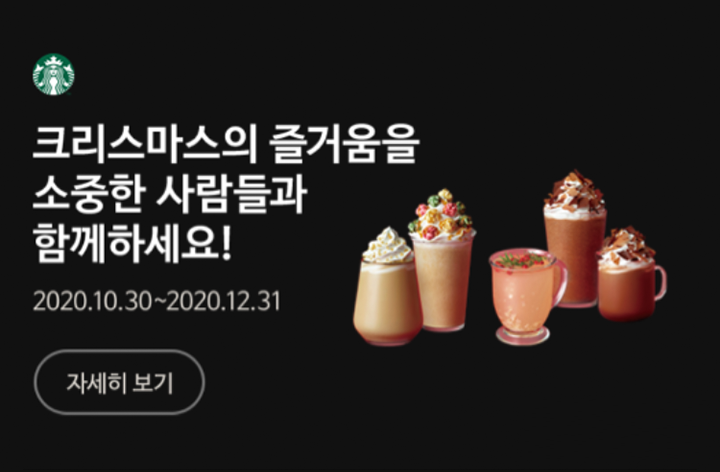 크리스마스의 즐거움을
소중한 사람들과
함께하세요!
2020.10.30~2020.12.31
자세히 보기